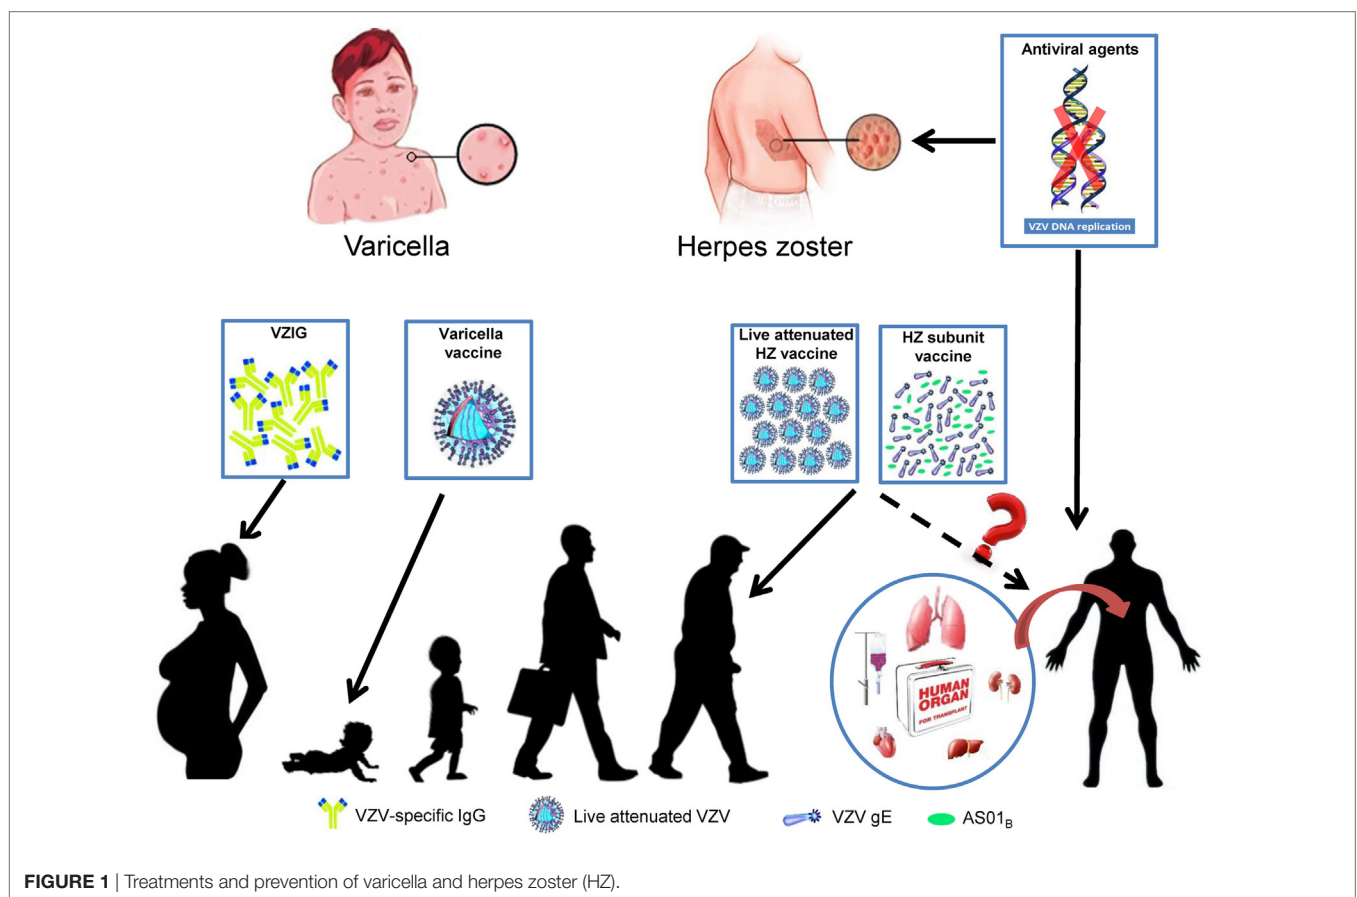 Antiviral agents
VZV DNA replication
Varicella
Herpes zoster
VZIG
Varicella
vaccine
Live attenuated
HZ vaccine
HZ subunit
vaccine
?
HUMAN
ORGAN
FOR TRANSPLANT
VZV-specific IgG
Live attenuated VZV
VZV gE
AS01B
FIGURE 1 | Treatments and prevention of varicella and herpes zoster (HZ).